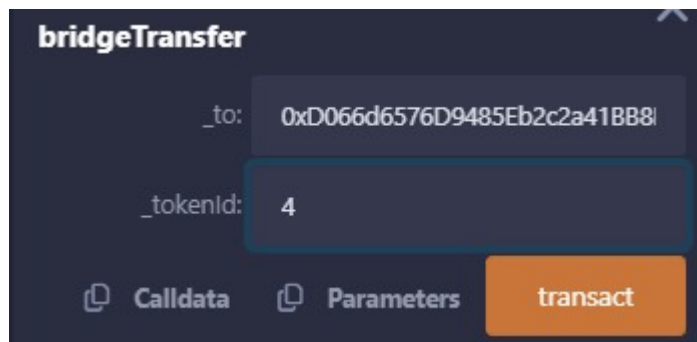 bridgeTransfer
_to: 0xD066d6576D9485Eb2c2a41BB8
_tokenId: 4
Calldata Parameters transact